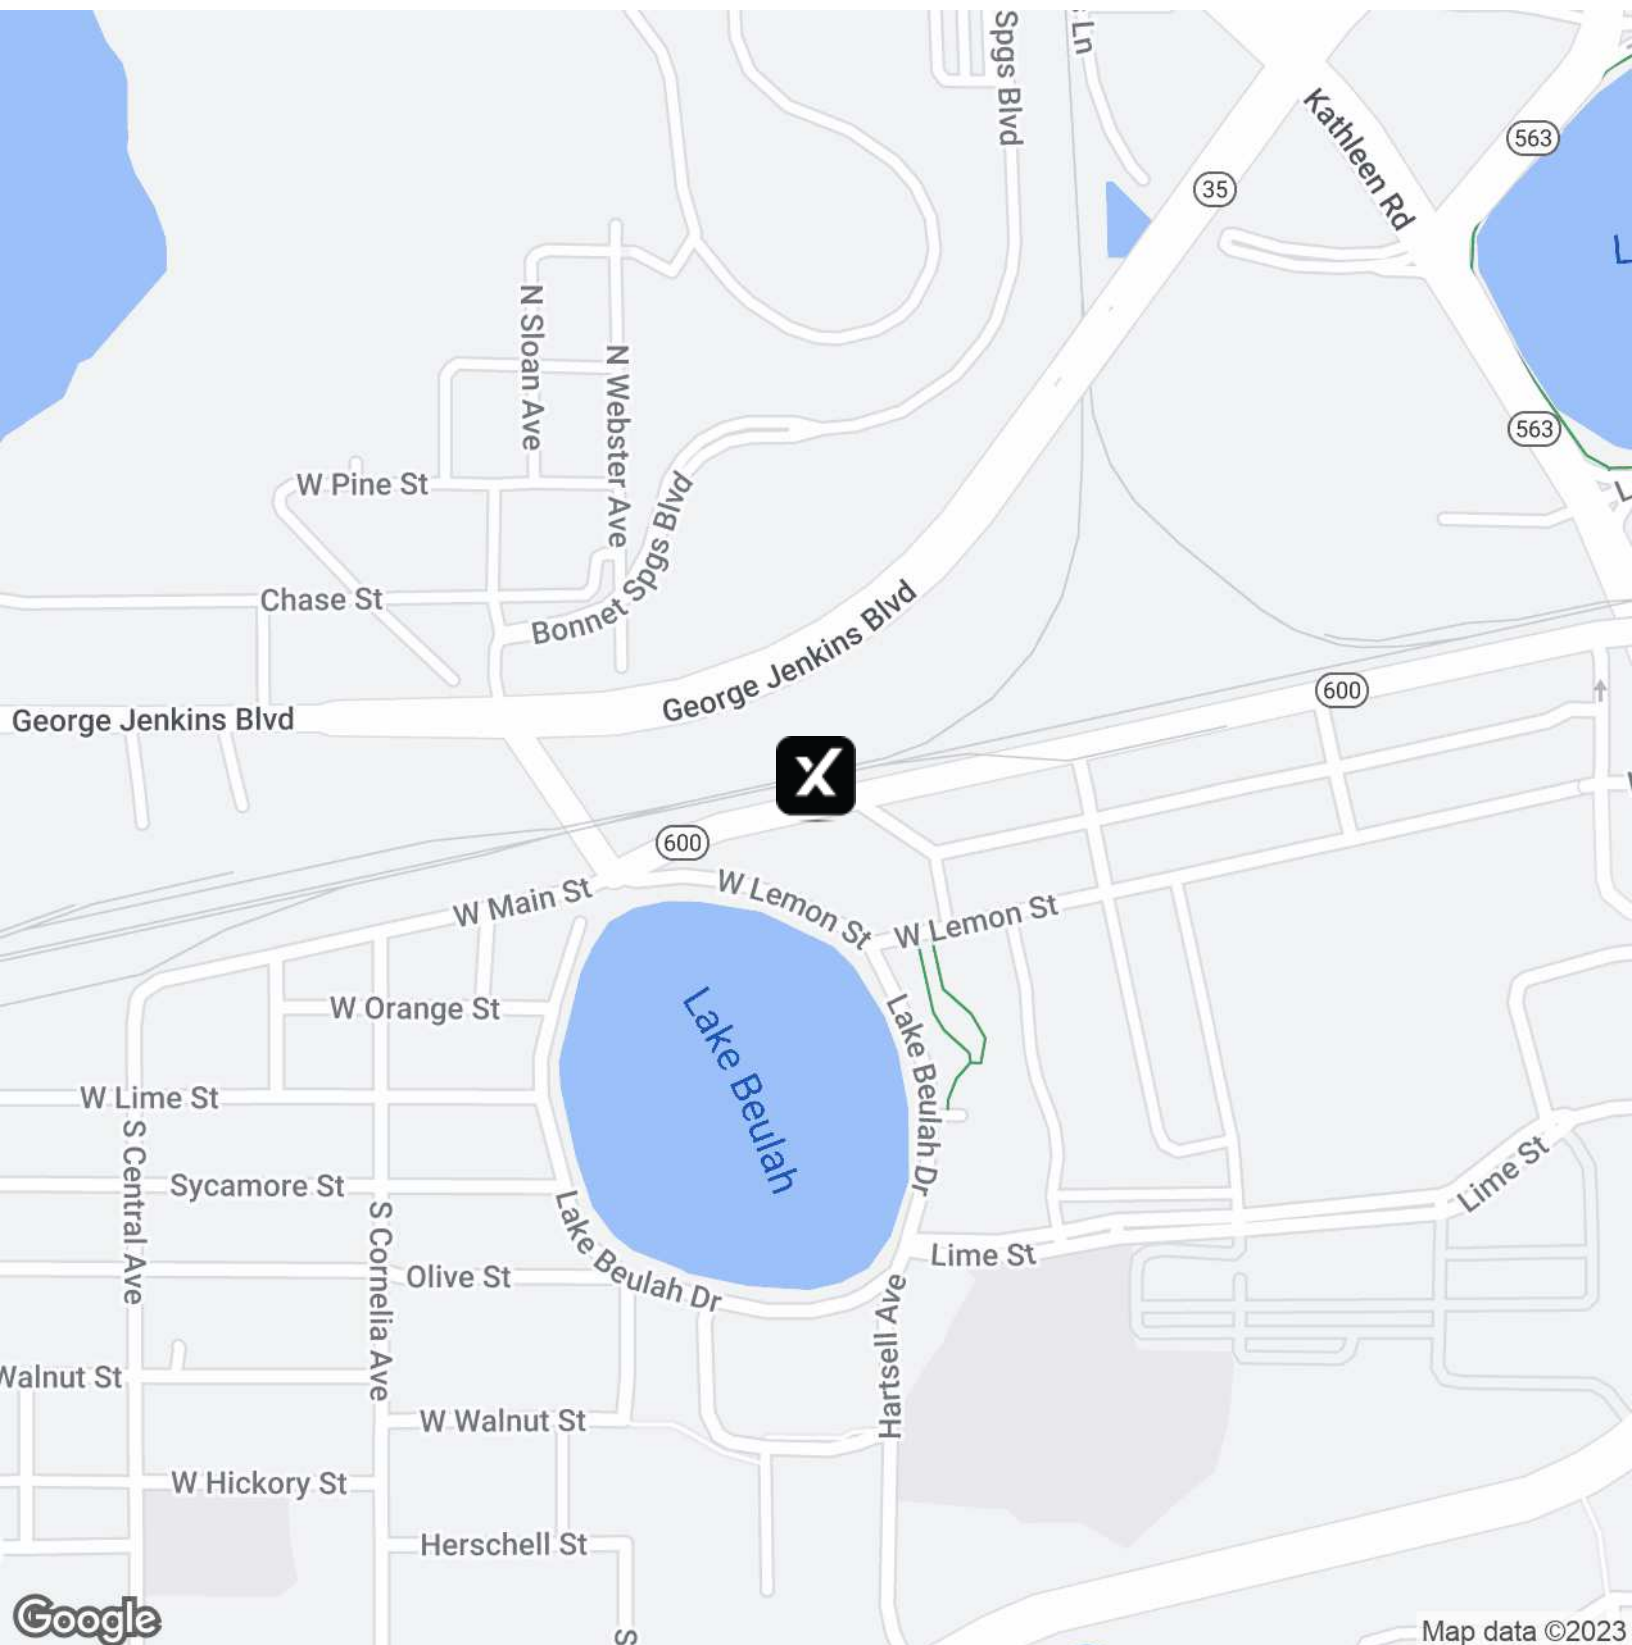 Spgs Blvd
Ln
Kathleen Rd
563
35
N Sloan Ave
N Webster Ave
563
W Pine St
Bonnet Spgs Blvd
Chase St
George Jenkins Blvd
600
George Jenkins Blvd
X
600
W Lemon St
W Main St
W Lemon St
W Orange St
Lake Beulah
Lake Beulah Dr
W Lime St
S Central Ave
Sycamore St
Lime St
S Cornelia Ave
Lake Beulah Dr
Lime St
Olive St
Hartsell Ave
Walnut St
W Walnut St
W Hickory St
Herschell St
Google
S
Map data ©2023